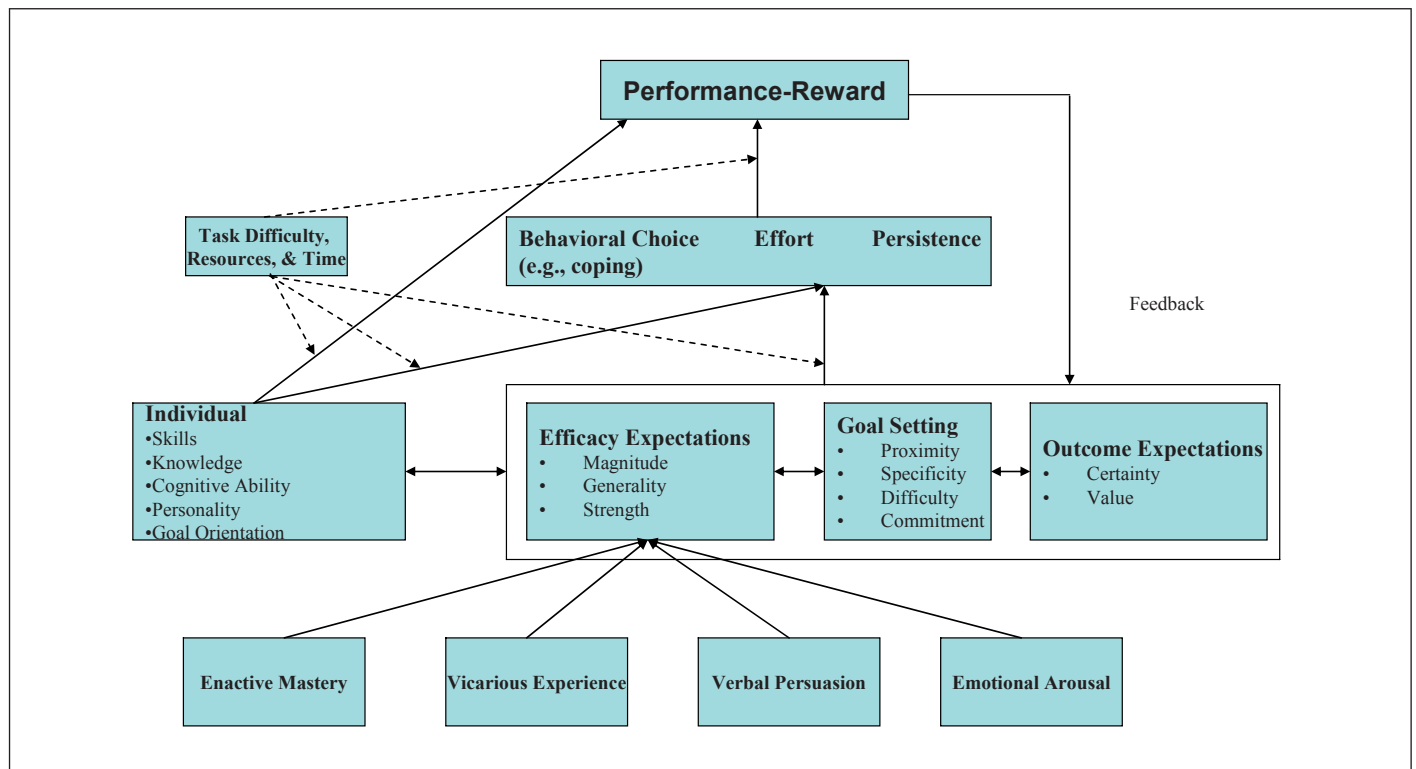 Performance-Reward
Task Difficulty,
Resources, & Time
Behavioral Choice Effort Persistence
(e.g., coping)
Feedback
Individual
•Skills
•Knowledge
•Cognitive Ability
•Personality
•Goal Orientation
Efficacy Expectations
• Magnitude
• Generality
• Strength
Goal Setting
• Proximity
• Specificity
• Difficulty
• Commitment
Outcome Expectations
• Certainty
• Value
Enactive Mastery
Vicarious Experience
Verbal Persuasion
Emotional Arousal